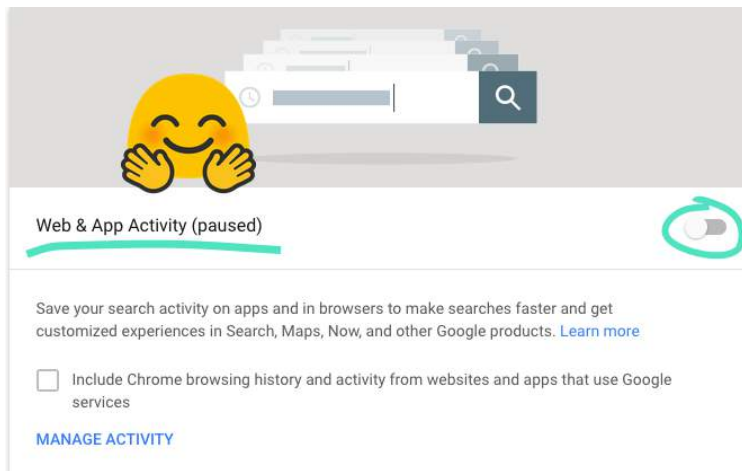 Web & App Activity (paused)
Save your search activity on apps and in browsers to make searches faster and get
customized experiences in Search, Maps, Now, and other Google products. Learn more
Include Chrome browsing history and activity from websites and apps that use Google
services
MANAGE ACTIVITY